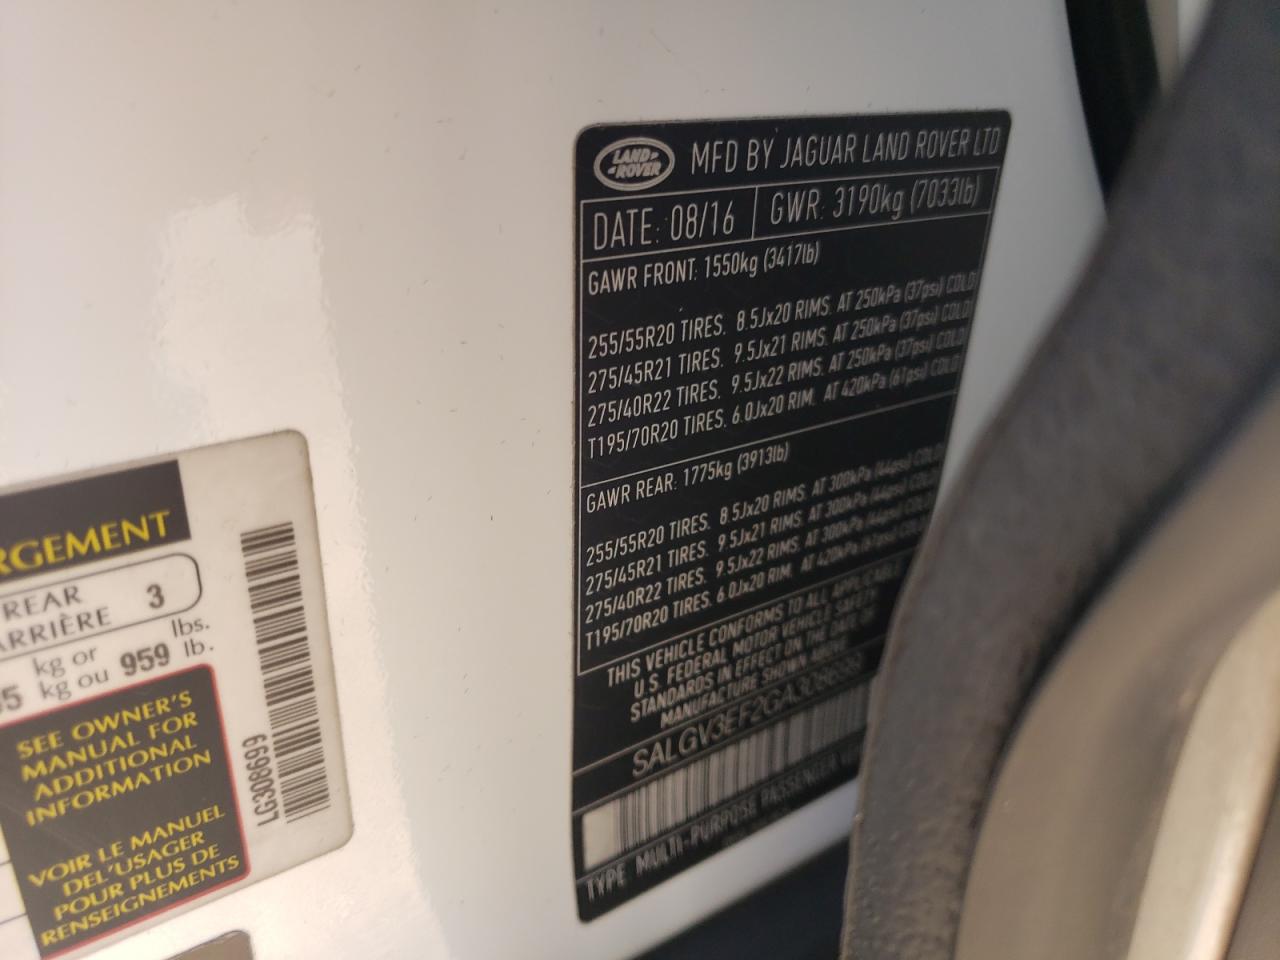 LAND ROVER
MFD BY JAGUAR LAND ROVER LTD
DATE: 08/16 GWR: 3190kg (7033lb)
GAWR FRONT: 1550kg (3417lb)
255/55R20 TIRES. 8.5Jx20 RIMS. AT 250kPa (37psi) COLD
275/45R21 TIRES. 9.5Jx21 RIMS. AT 250kPa (37psi) COLD
275/40R22 TIRES. 9.5Jx22 RIMS. AT 250kPa (37psi) COLD
T195/70R20 TIRES. 6.0Jx20 RIM. AT 420kPa (61psi) COLD
GAWR REAR: 1775kg (3913lb)
255/55R20 TIRES. 8.5Jx20 RIMS. AT 300kPa (44psi) COLD
275/45R21 TIRES. 9.5Jx21 RIMS. AT 300kPa (44psi) COLD
275/40R22 TIRES. 9.5Jx22 RIMS. AT 300kPa (44psi) COLD
T195/70R20 TIRES. 6.0Jx20 RIM. AT 420kPa (61psi) COLD
THIS VEHICLE CONFORMS TO ALL APPLICABLE
U.S. FEDERAL MOTOR VEHICLE SAFETY
STANDARDS IN EFFECT ON THE DATE OF
MANUFACTURE SHOWN ABOVE
SALGV3EF2GA308699
TYPE: MULTI-PURPOSE PASSENGER
RGEMENT
REAR 3
ARRIÈRE
kg or lbs.
5 kg ou 959 lb.
SEE OWNER'S
MANUAL FOR
ADDITIONAL
INFORMATION
VOIR LE MANUEL
DEL'USAGER
POUR PLUS DE
RENSEIGNEMENTS
LG308699